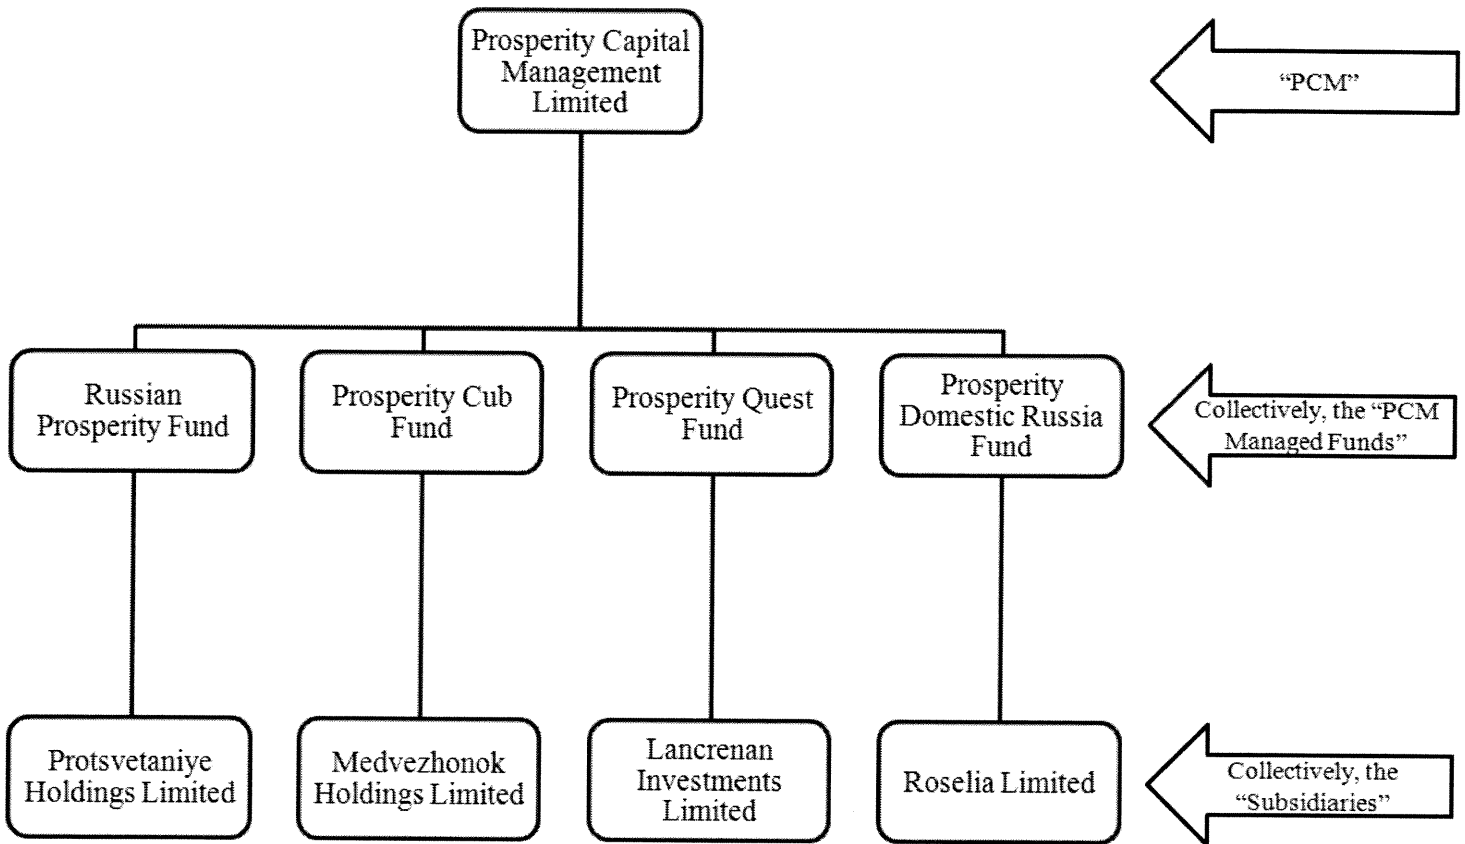 Prosperity Capital
Management
Limited
“PCM”
Russian
Prosperity Fund
Prosperity Cub
Fund
Prosperity Quest
Fund
Prosperity
Domestic Russia
Fund
Collectively, the “PCM
Managed Funds”
Protsvetaniye
Holdings Limited
Medvezhonok
Holdings Limited
Lancrenan
Investments
Limited
Roselia Limited
Collectively, the
“Subsidiaries”